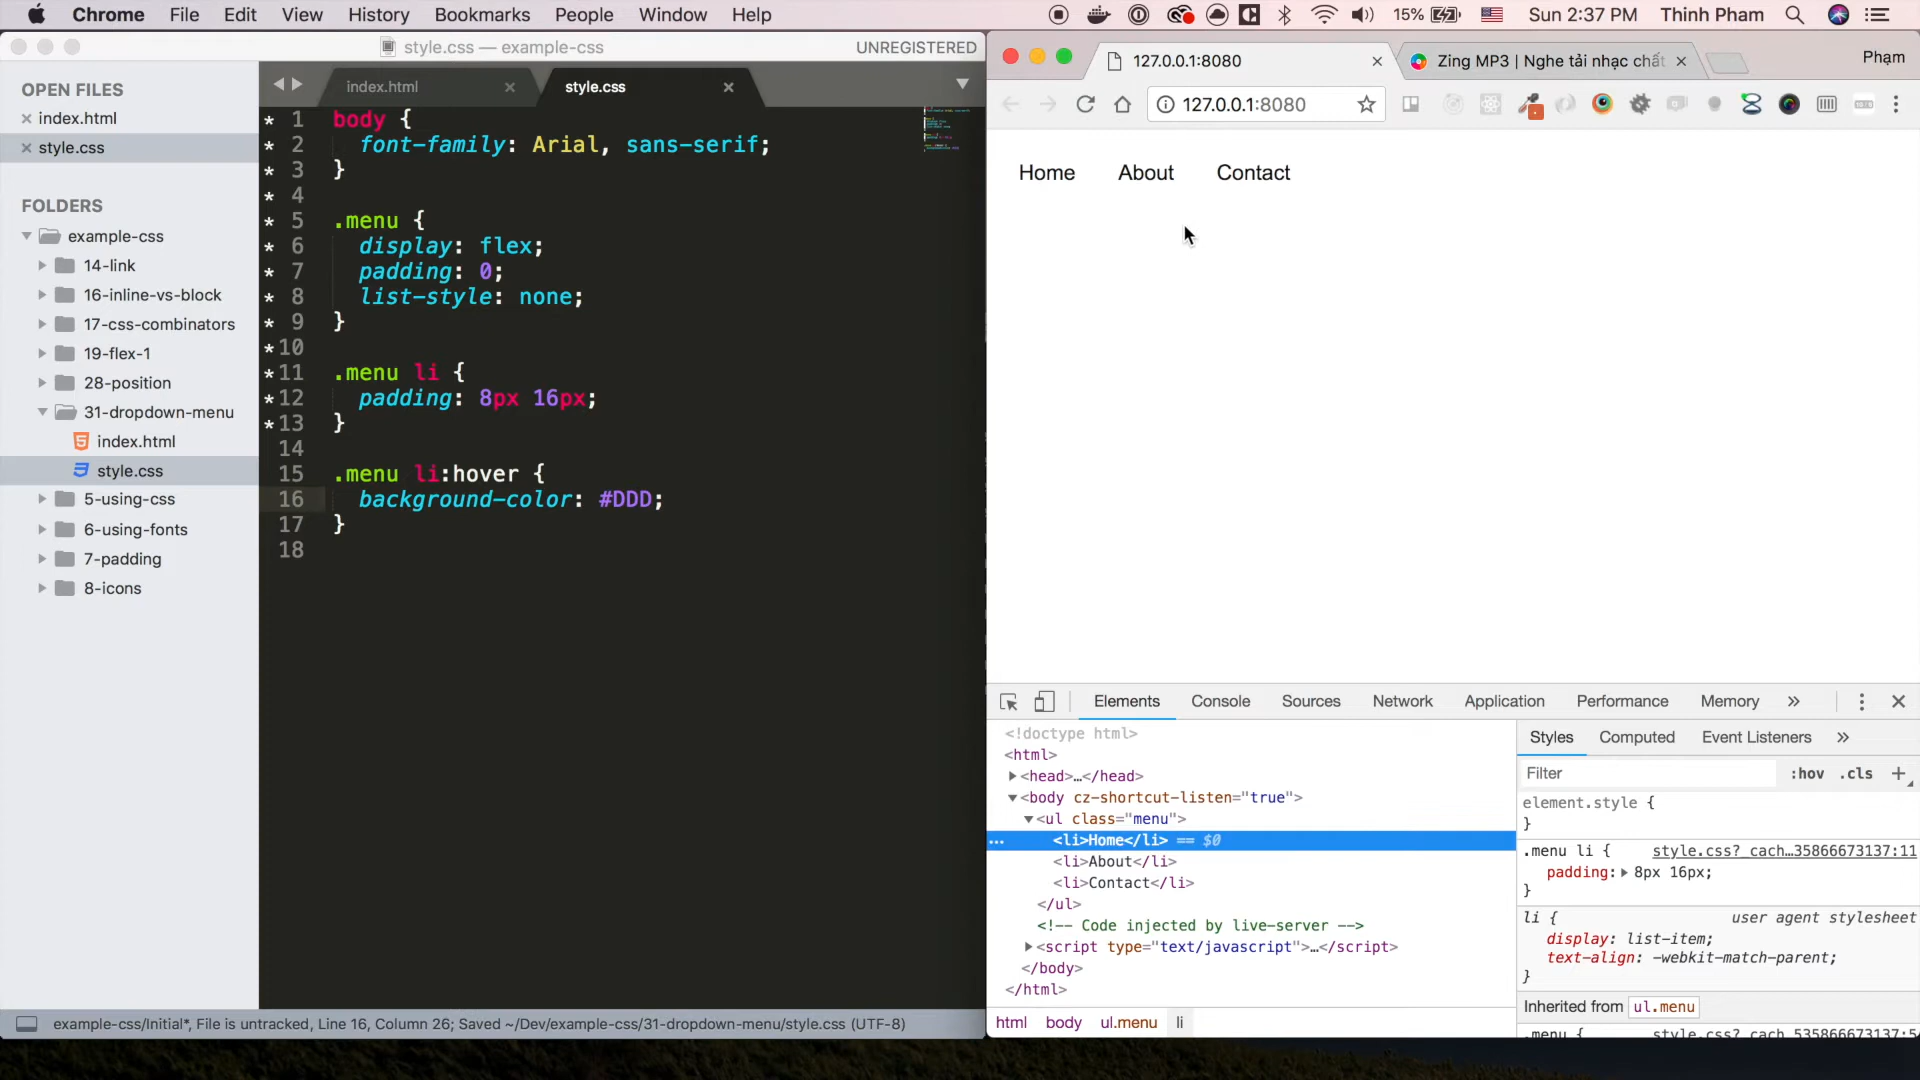 Chrome File Edit View History Bookmarks People Window Help 15% Sun 2:37 PM Thinh Pham
style.css — example-css UNREGISTERED
OPEN FILES
index.html
style.css
FOLDERS
example-css
14-link
16-inline-vs-block
17-css-combinators
19-flex-1
28-position
31-dropdown-menu
index.html
style.css
5-using-css
6-using-fonts
7-padding
8-icons
index.html style.css
* 1 body {
* 2 font-family: Arial, sans-serif;
* 3 }
* 4
* 5 .menu {
* 6 display: flex;
* 7 padding: 0;
* 8 list-style: none;
* 9 }
*10
*11 .menu li {
*12 padding: 8px 16px;
*13 }
14
15 .menu li:hover {
16 background-color: #DDD;
17 }
18
example-css/Initial*, File is untracked, Line 16, Column 26; Saved ~/Dev/example-css/31-dropdown-menu/style.css (UTF-8)
127.0.0.1:8080 Zing MP3 | Nghe tải nhạc chất Phạm
127.0.0.1:8080
Home About Contact
Elements Console Sources Network Application Performance Memory »
<!doctype html>
<html>
<head>…</head>
<body cz-shortcut-listen="true">
<ul class="menu">
… <li>Home</li> == $0
<li>About</li>
<li>Contact</li>
</ul>
<!-- Code injected by live-server -->
<script type="text/javascript">…</script>
</body>
</html>
html body ul.menu li
Styles Computed Event Listeners »
Filter :hov .cls +
element.style {
}
.menu li { style.css?_cach…35866673137:11
padding: 8px 16px;
}
li { user agent stylesheet
display: list-item;
text-align: -webkit-match-parent;
}
Inherited from ul.menu
.menu { style.css?_cach…535866673137:5